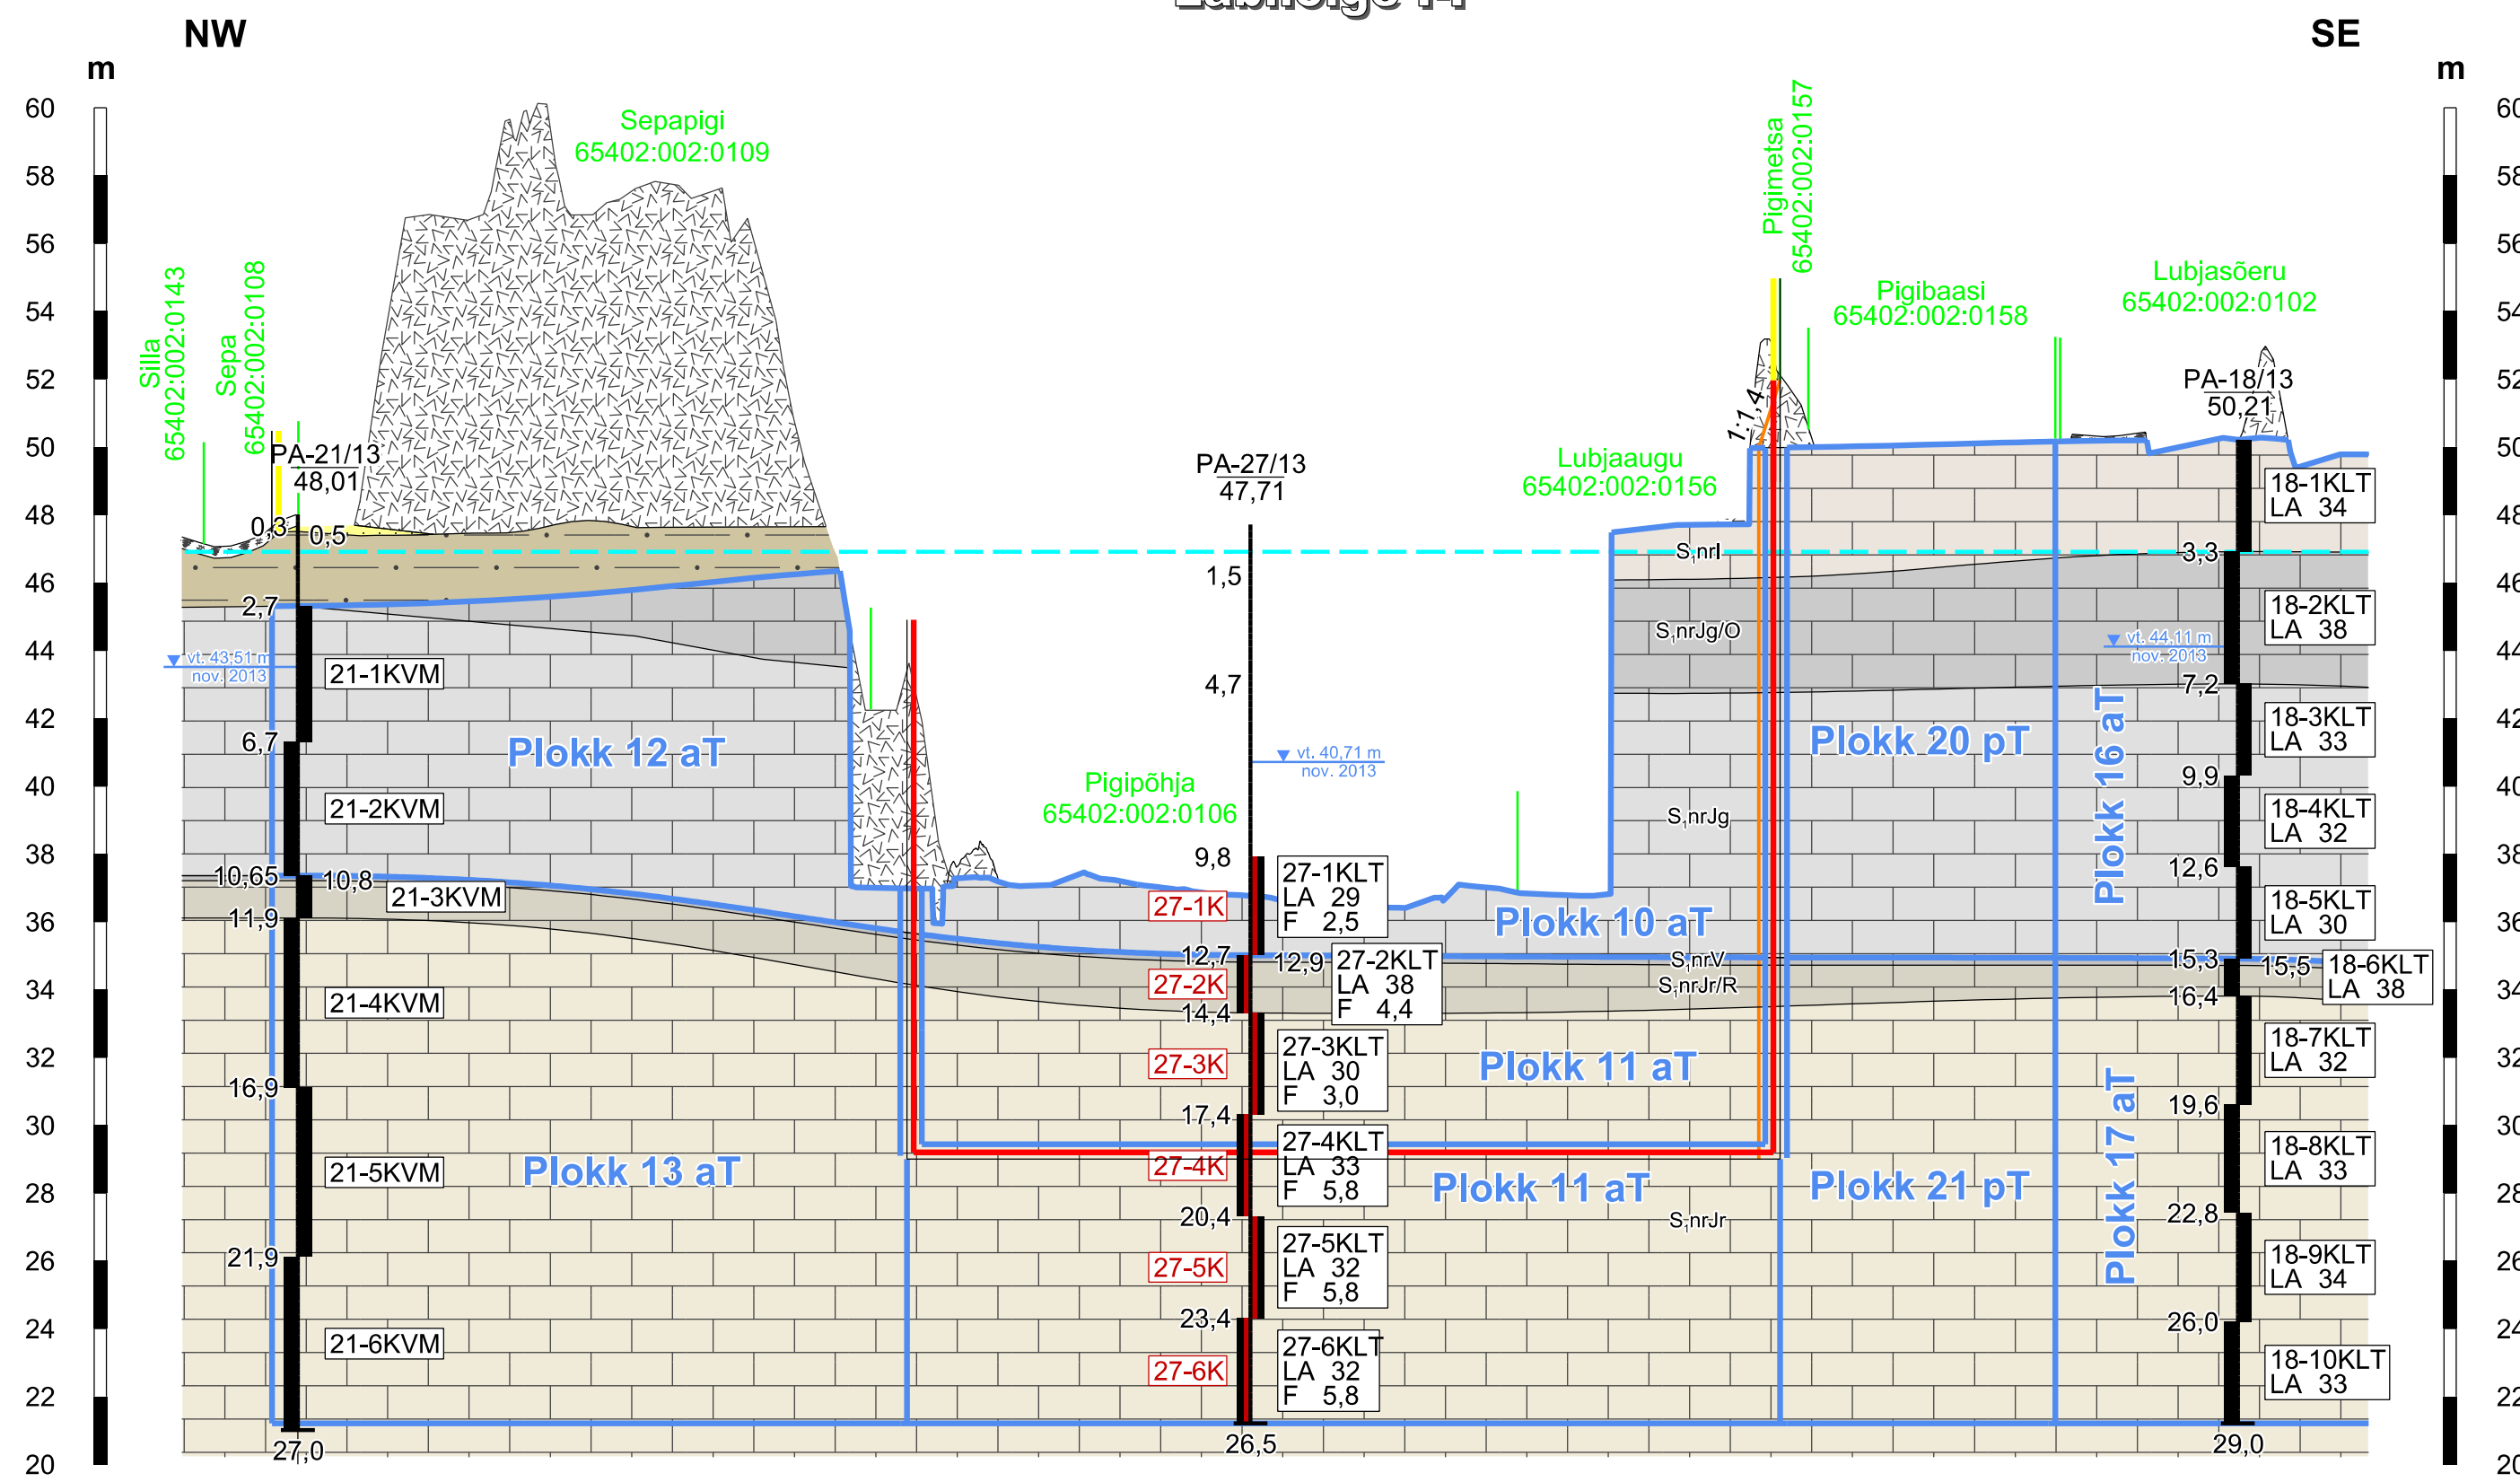 NW
SE
m
m
60
58
56
54
52
50
48
46
44
42
40
38
36
34
32
30
28
26
24
22
20
Silla
65402:002:0143
Sepa
65402:002:0108
Sepapigi
65402:002:0109
PA-21/13
48,01
0,3
0,5
2,7
vt. 43,51 m
nov. 2013
6,7
10,65
10,8
11,9
16,9
21,9
27,0
21-1KVM
21-2KVM
21-3KVM
21-4KVM
21-5KVM
21-6KVM
Plokk 12 aT
Plokk 13 aT
Pigipõhja
65402:002:0106
PA-27/13
47,71
1,5
4,7
vt. 40,71 m
nov. 2013
9,8
12,7
12,9
14,4
17,4
20,4
23,4
26,5
27-1K
27-2K
27-3K
27-4K
27-5K
27-6K
27-1KLT
LA 29
F 2,5
27-2KLT
LA 38
F 4,4
27-3KLT
LA 30
F 3,0
27-4KLT
LA 33
F 5,8
27-5KLT
LA 32
F 5,8
27-6KLT
LA 32
F 5,8
Lubjaaugu
65402:002:0156
1:1,4
Pigimetsa
65402:002:0157
Pigibaasi
65402:002:0158
Lubjasõeru
65402:002:0102
S₁nrI
S₁nrJg/O
S₁nrJg
S₁nrV
S₁nrJr/R
S₁nrJr
Plokk 10 aT
Plokk 11 aT
Plokk 11 aT
Plokk 20 pT
Plokk 21 pT
Plokk 16 aT
Plokk 17 aT
PA-18/13
50,21
3,3
vt. 44,11 m
nov. 2013
7,2
9,9
12,6
15,3
15,5
16,4
19,6
22,8
26,0
29,0
18-1KLT
LA 34
18-2KLT
LA 38
18-3KLT
LA 33
18-4KLT
LA 32
18-5KLT
LA 30
18-6KLT
LA 38
18-7KLT
LA 32
18-8KLT
LA 33
18-9KLT
LA 34
18-10KLT
LA 33